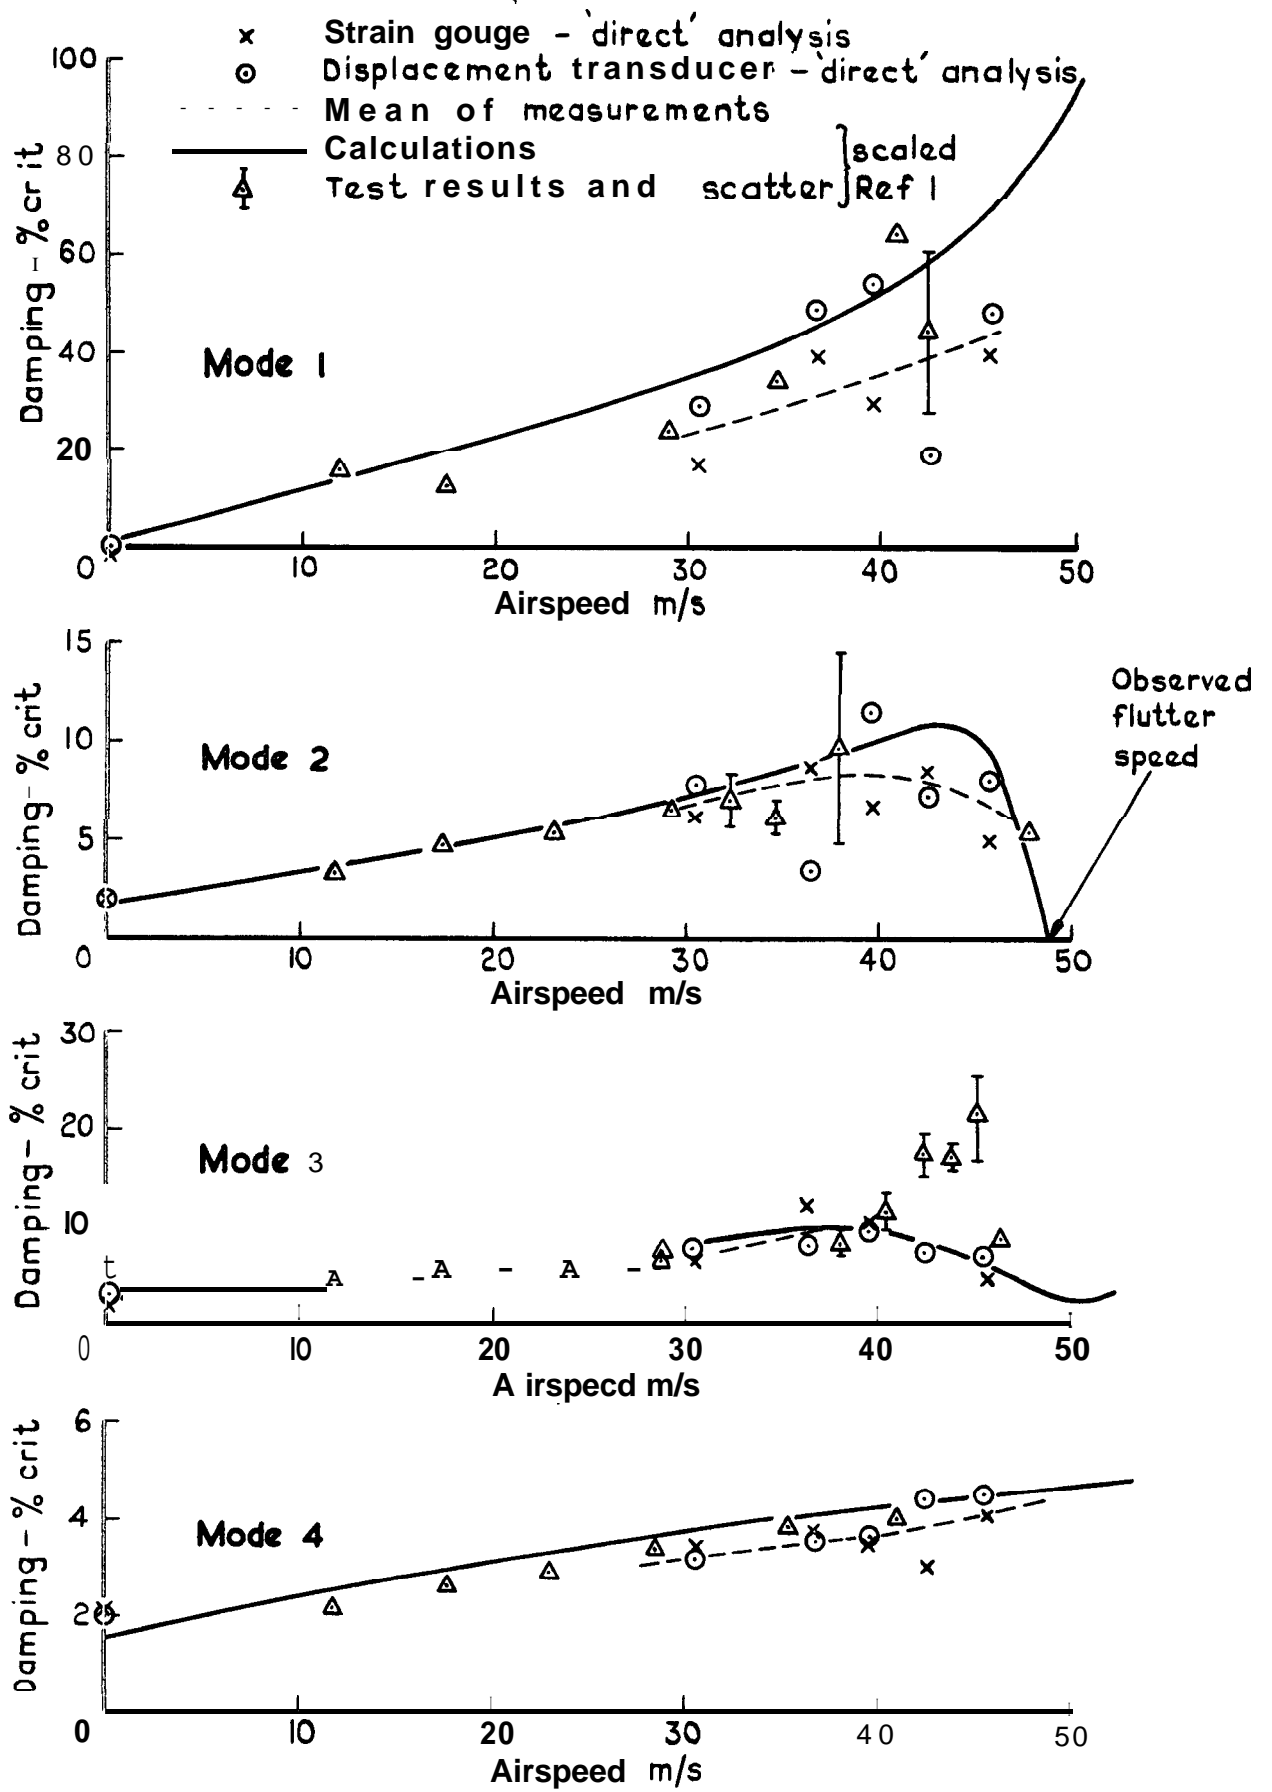 × Strain gouge - 'direct' analysis
⊙ Displacement transducer - 'direct' analysis
Mean of measurements
Calculations
Test results and scatter } scaled Ref 1
100
80
60
40
20
0
10 20 30 40 50
Damping - % crit
Mode 1
Airspeed m/s
15
10
5
0
10 20 30 40 50
Damping - % crit
Mode 2
Observed
flutter
speed
Airspeed m/s
30
20
10
0
10 20 30 40 50
Damping - % crit
Mode 3
t
A A A
A irspecd m/s
6
4
2
0
10 20 30 40 50
Damping - % crit
Mode 4
Airspeed m/s